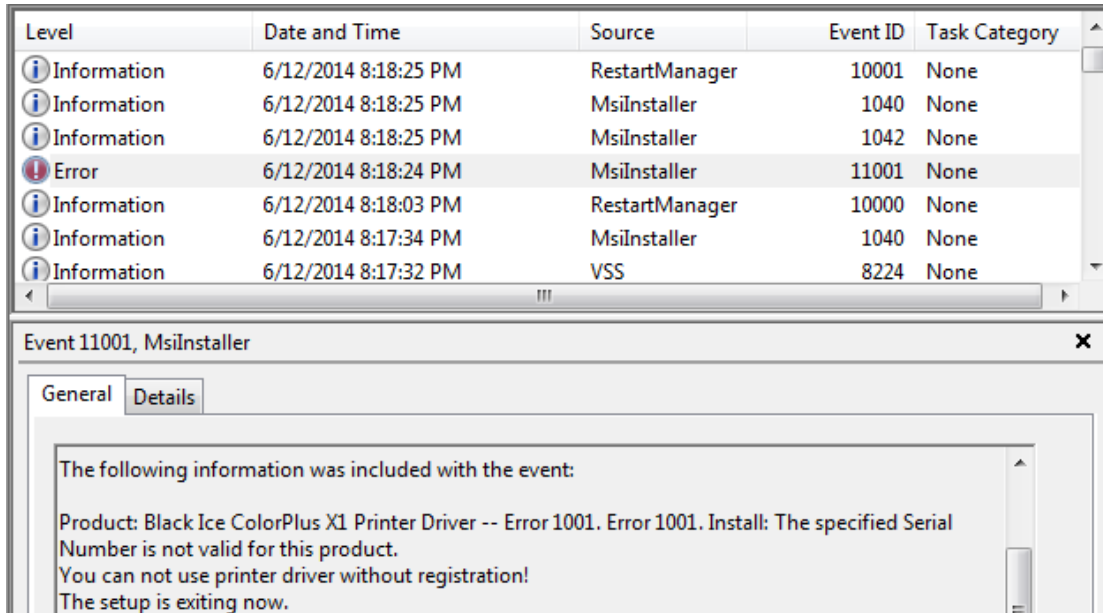 Level Date and Time Source Event ID Task Category
Information 6/12/2014 8:18:25 PM RestartManager 10001 None
Information 6/12/2014 8:18:25 PM MsiInstaller 1040 None
Information 6/12/2014 8:18:25 PM MsiInstaller 1042 None
Error 6/12/2014 8:18:24 PM MsiInstaller 11001 None
Information 6/12/2014 8:18:03 PM RestartManager 10000 None
Information 6/12/2014 8:17:34 PM MsiInstaller 1040 None
Information 6/12/2014 8:17:32 PM VSS 8224 None
Event 11001, MsiInstaller
General Details
The following information was included with the event:
Product: Black Ice ColorPlus X1 Printer Driver -- Error 1001. Error 1001. Install: The specified Serial
Number is not valid for this product.
You can not use printer driver without registration!
The setup is exiting now.